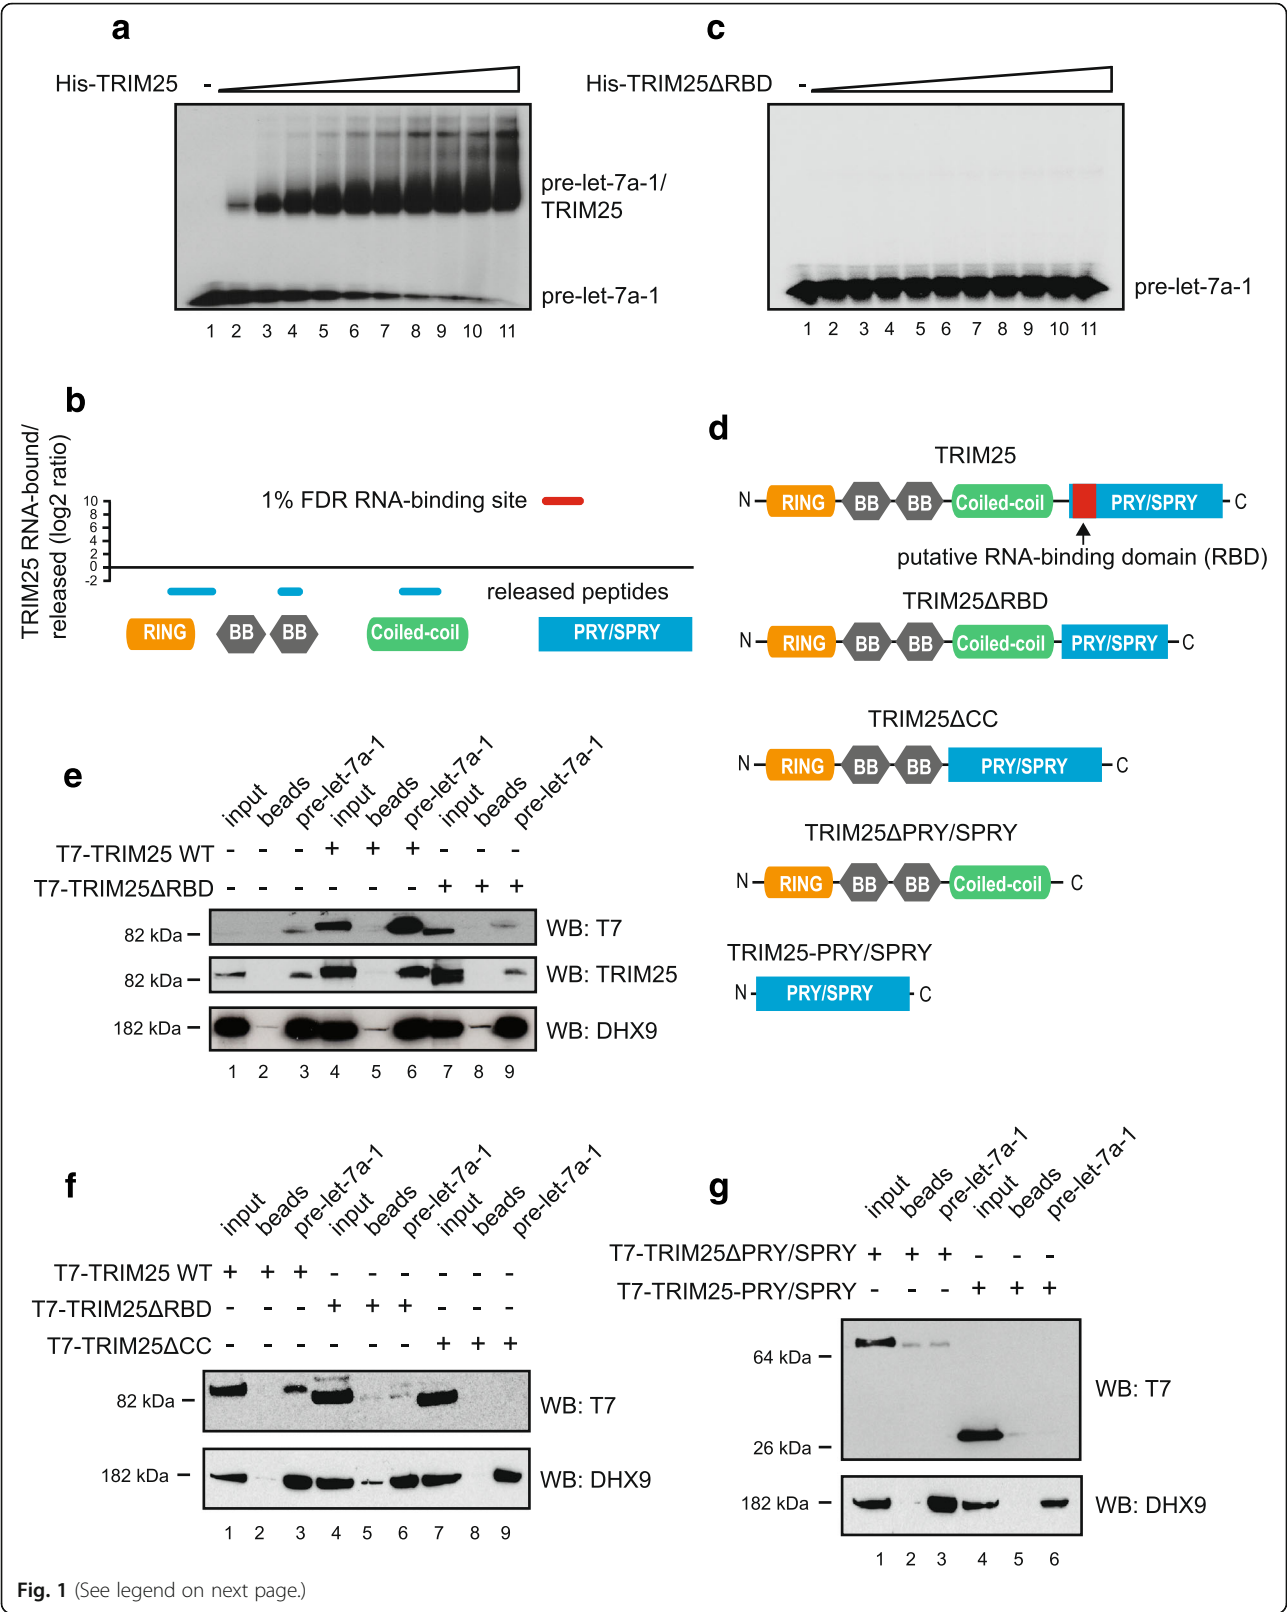 a
His-TRIM25 -
pre-let-7a-1/
TRIM25
pre-let-7a-1
1 2 3 4 5 6 7 8 9 10 11
c
His-TRIM25ΔRBD -
pre-let-7a-1
1 2 3 4 5 6 7 8 9 10 11
b
TRIM25 RNA-bound/
released (log2 ratio)
10
8
6
4
2
0
-2
1% FDR RNA-binding site
released peptides
RING BB BB Coiled-coil PRY/SPRY
d
TRIM25
N RING BB BB Coiled-coil PRY/SPRY C
putative RNA-binding domain (RBD)
TRIM25ΔRBD
N RING BB BB Coiled-coil PRY/SPRY C
TRIM25ΔCC
N RING BB BB PRY/SPRY C
TRIM25ΔPRY/SPRY
N RING BB BB Coiled-coil C
TRIM25-PRY/SPRY
N PRY/SPRY C
e
input beads pre-let-7a-1 input beads pre-let-7a-1 input beads pre-let-7a-1
T7-TRIM25 WT - - - + + + - - -
T7-TRIM25ΔRBD - - - - - - + + +
82 kDa WB: T7
82 kDa WB: TRIM25
182 kDa WB: DHX9
1 2 3 4 5 6 7 8 9
f
input beads pre-let-7a-1 input beads pre-let-7a-1 input beads pre-let-7a-1
T7-TRIM25 WT + + + - - - - - -
T7-TRIM25ΔRBD - - - + + + - - -
T7-TRIM25ΔCC - - - - - - + + +
82 kDa WB: T7
182 kDa WB: DHX9
1 2 3 4 5 6 7 8 9
g
input beads pre-let-7a-1 input beads pre-let-7a-1
T7-TRIM25ΔPRY/SPRY + + + - - -
T7-TRIM25-PRY/SPRY - - - + + +
64 kDa
WB: T7
26 kDa
182 kDa WB: DHX9
1 2 3 4 5 6
Fig. 1 (See legend on next page.)